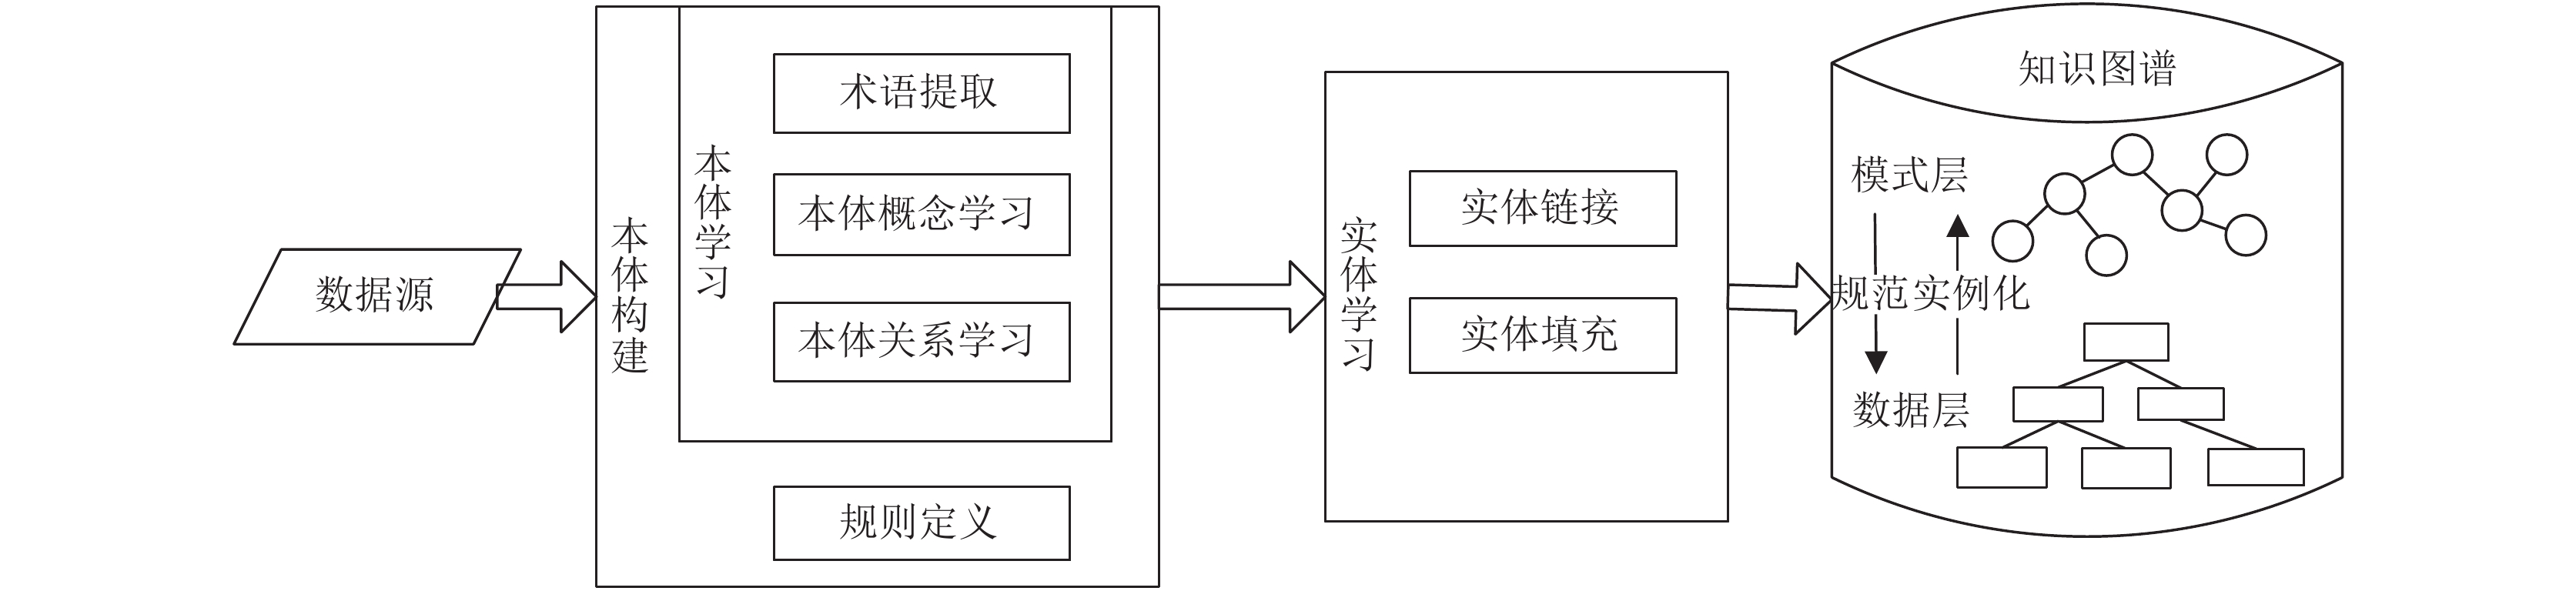 数据源
本体构建
本体学习
术语提取
本体概念学习
本体关系学习
规则定义
实体学习
实体链接
实体填充
知识图谱
模式层
规范实例化
数据层